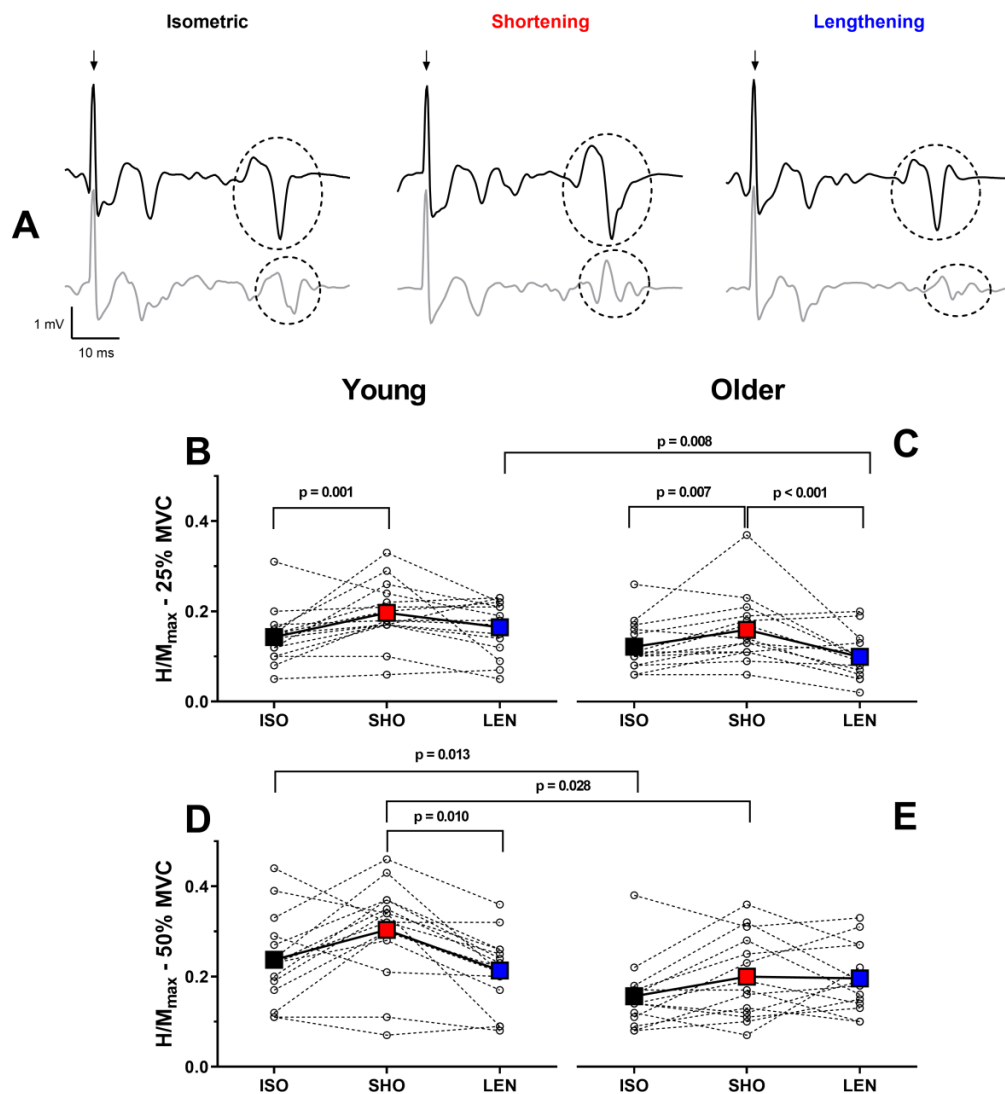 Isometric Shortening Lengthening
A
1 mV
10 ms
Young Older
B C
p = 0.008
p = 0.001 p = 0.007 p < 0.001
H/Mmax - 25% MVC
0.4
0.2
0.0
ISO SHO LEN ISO SHO LEN
p = 0.013
p = 0.028
D E
p = 0.010
H/Mmax - 50% MVC
0.4
0.2
0.0
ISO SHO LEN ISO SHO LEN